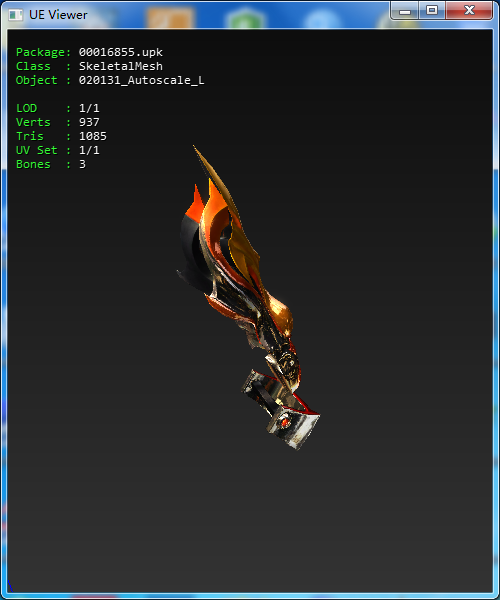 UE Viewer
Package: 00016855.upk
Class : SkeletalMesh
Object : 020131_Autoscale_L
LOD : 1/1
Verts : 937
Tris : 1085
UV Set : 1/1
Bones : 3